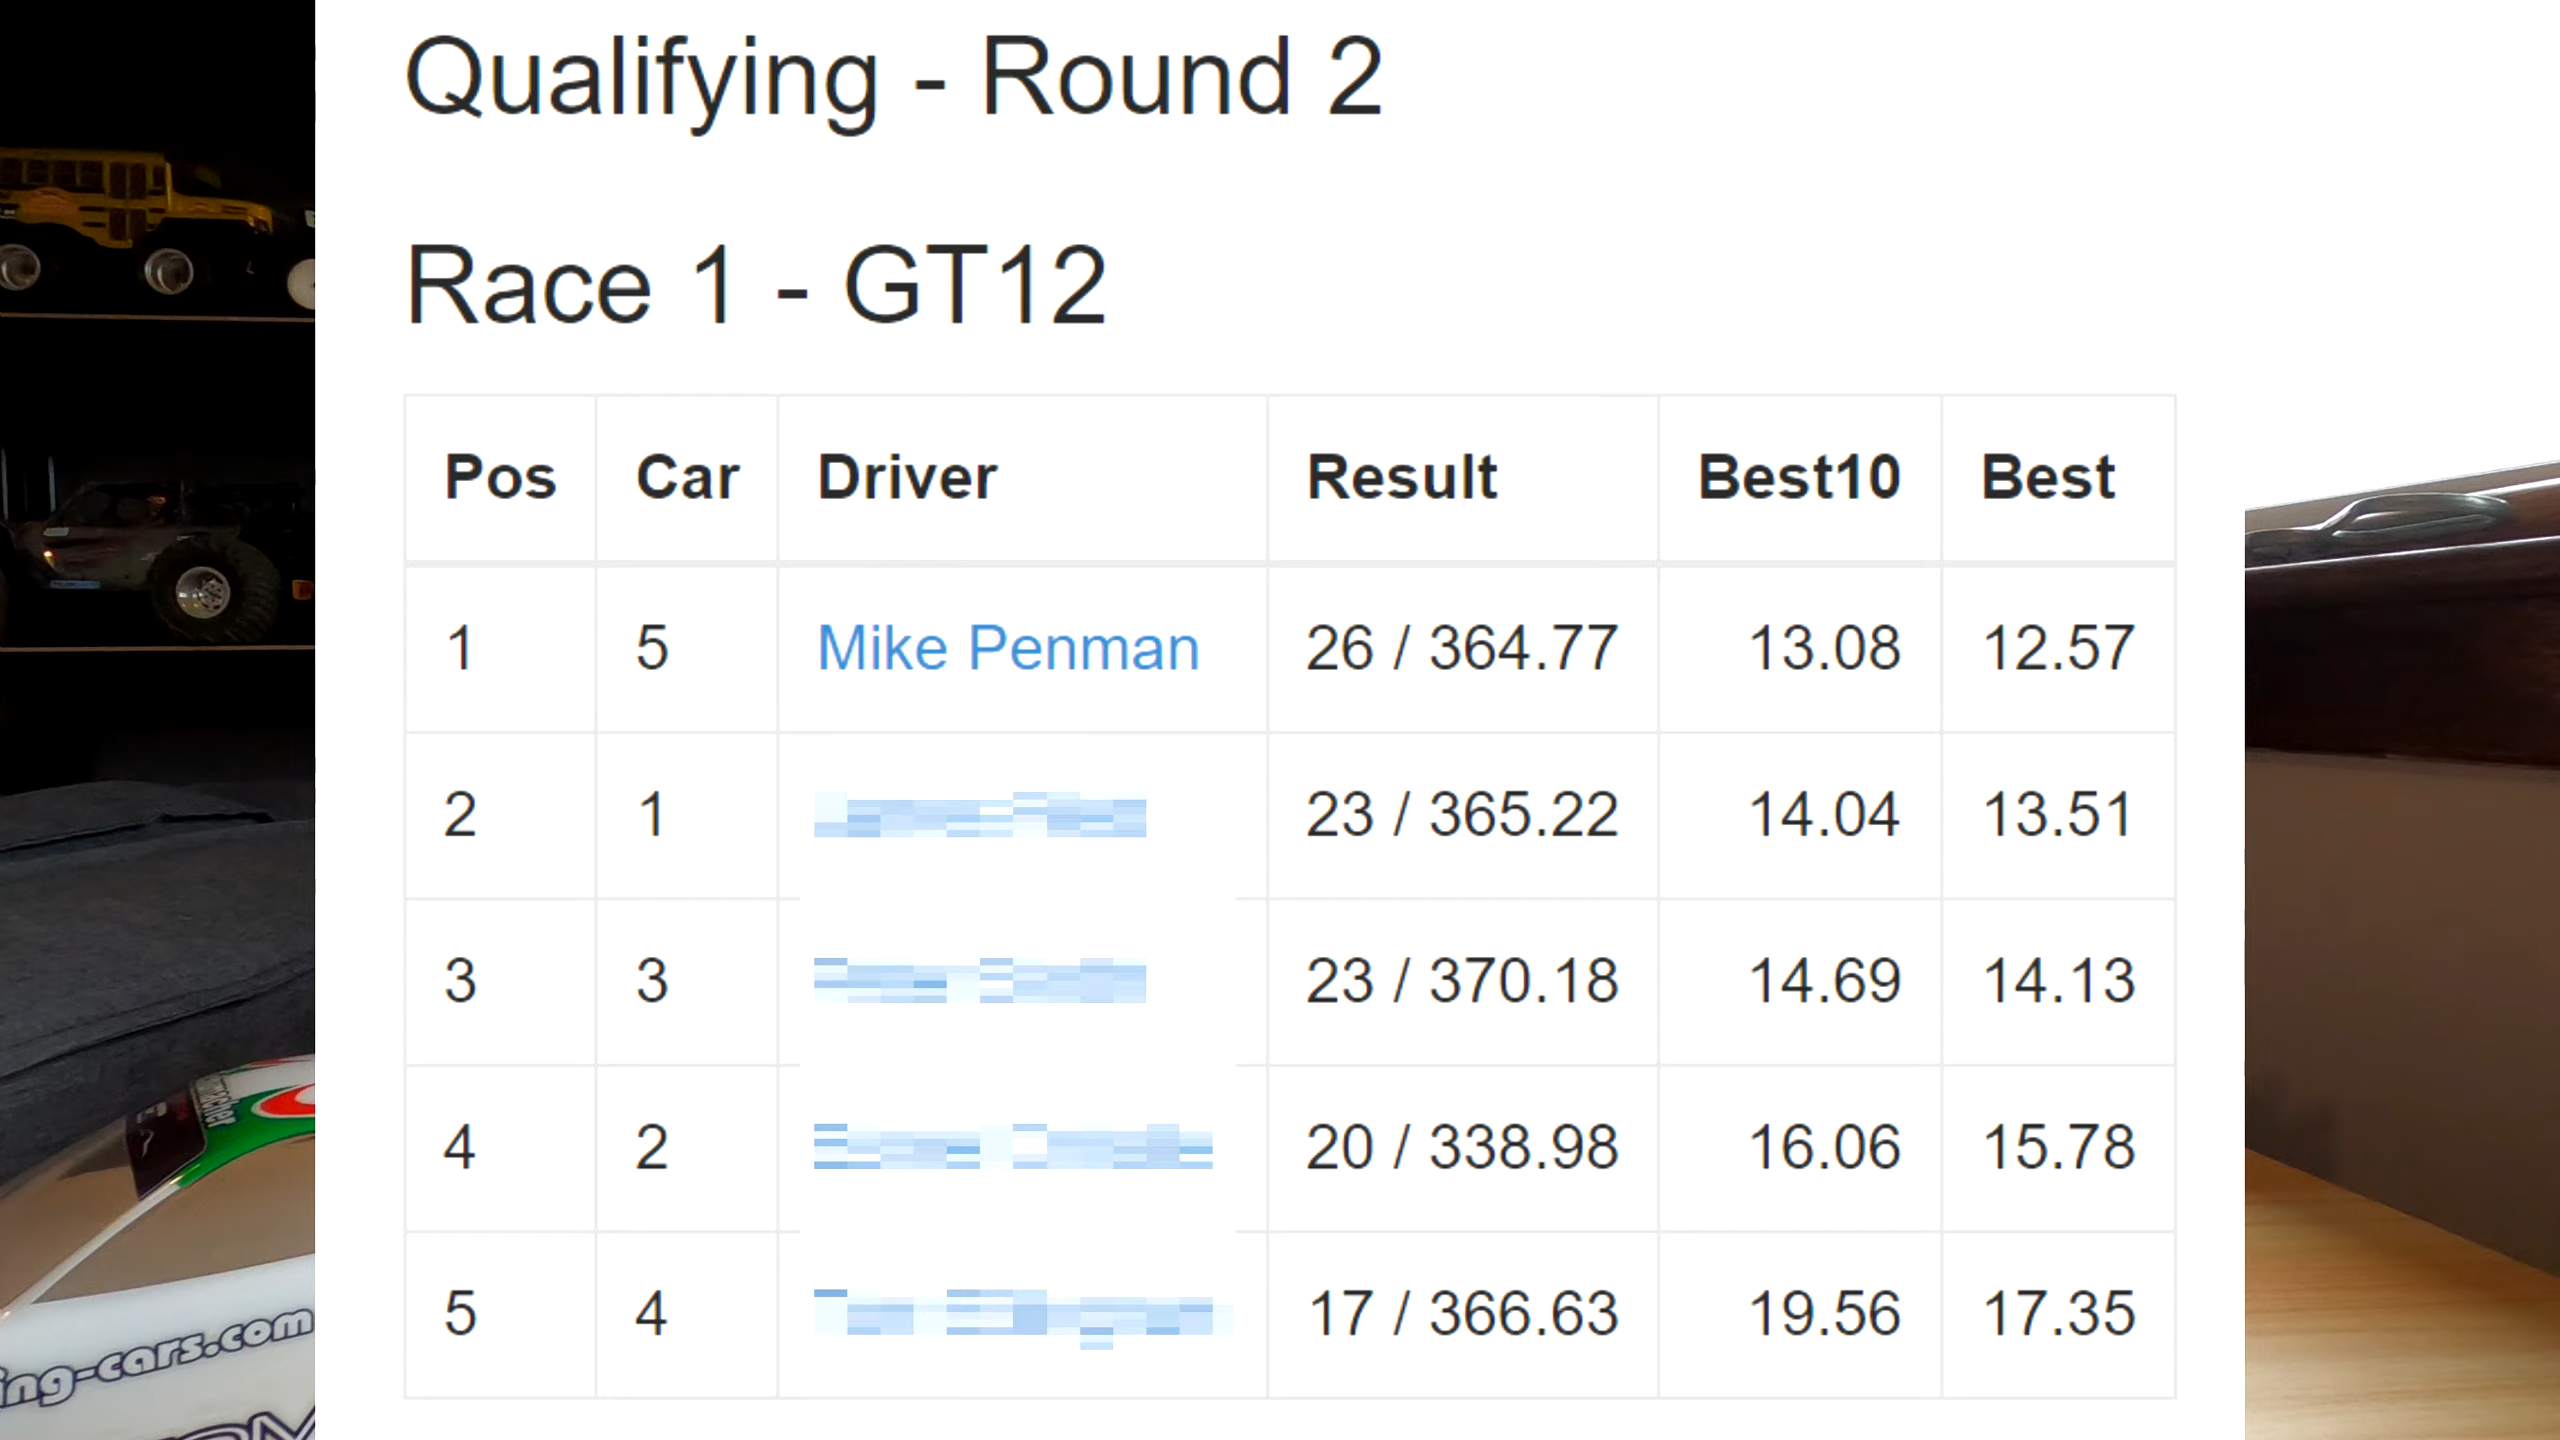 Qualifying - Round 2
Race 1 - GT12
Pos Car Driver Result Best10 Best
1 5 Mike Penman 26 / 364.77 13.08 12.57
2 1 23 / 365.22 14.04 13.51
3 3 23 / 370.18 14.69 14.13
4 2 20 / 338.98 16.06 15.78
5 4 17 / 366.63 19.56 17.35
ing-cars.com